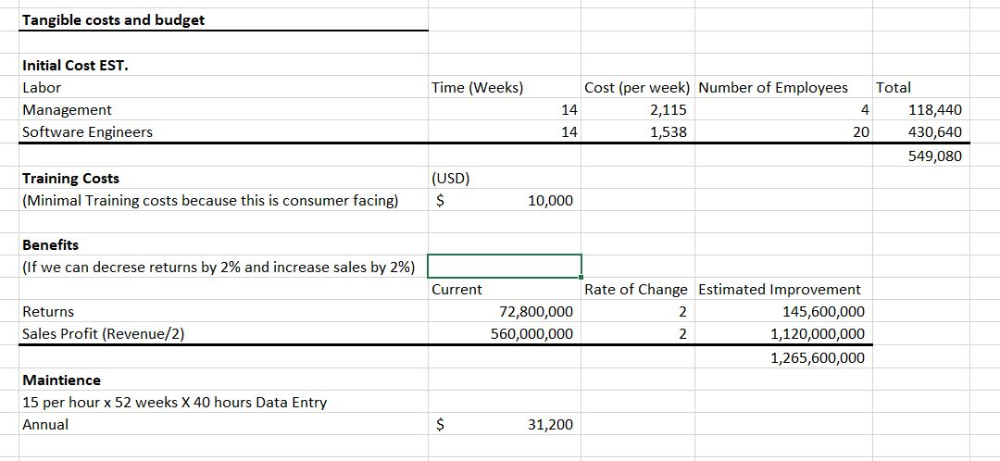 Tangible costs and budget
Initial Cost EST.
Labor Time (Weeks) Cost (per week) Number of Employees Total
Management 14 2,115 4 118,440
Software Engineers 14 1,538 20 430,640
549,080
Training Costs (USD)
(Minimal Training costs because this is consumer facing) $ 10,000
Benefits
(If we can decrese returns by 2% and increase sales by 2%)
Current Rate of Change Estimated Improvement
Returns 72,800,000 2 145,600,000
Sales Profit (Revenue/2) 560,000,000 2 1,120,000,000
1,265,600,000
Maintience
15 per hour x 52 weeks X 40 hours Data Entry
Annual $ 31,200